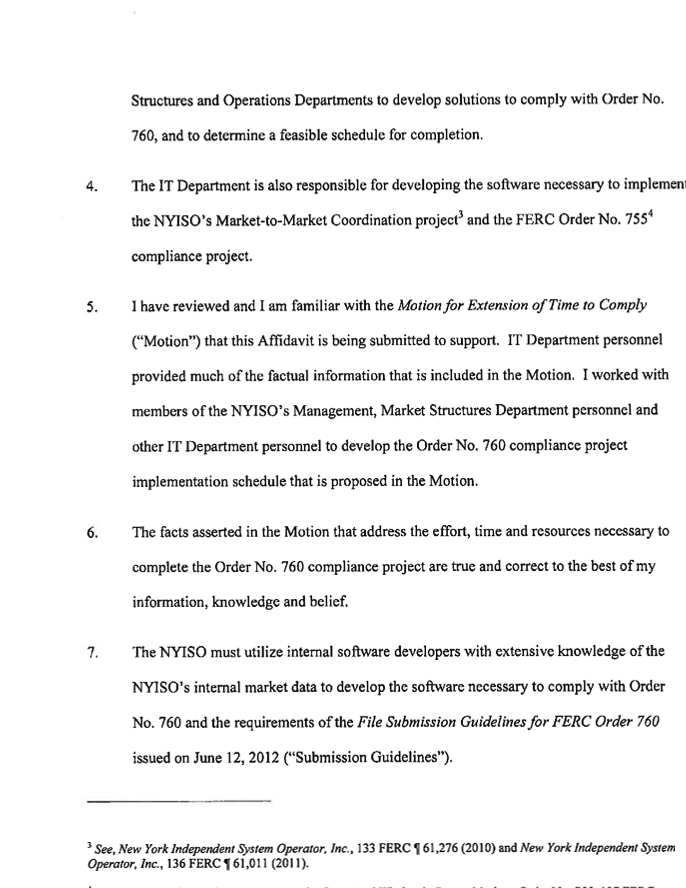 Structures and Operations Departments to develop solutions to comply with Order No.
760, and to determine a feasible schedule for completion.
4. The IT Department is also responsible for developing the software necessary to implement
the NYISO's Market-to-Market Coordination project³ and the FERC Order No. 755⁴
compliance project.
5. I have reviewed and I am familiar with the Motion for Extension of Time to Comply
("Motion") that this Affidavit is being submitted to support. IT Department personnel
provided much of the factual information that is included in the Motion. I worked with
members of the NYISO's Management, Market Structures Department personnel and
other IT Department personnel to develop the Order No. 760 compliance project
implementation schedule that is proposed in the Motion.
6. The facts asserted in the Motion that address the effort, time and resources necessary to
complete the Order No. 760 compliance project are true and correct to the best of my
information, knowledge and belief.
7. The NYISO must utilize internal software developers with extensive knowledge of the
NYISO's internal market data to develop the software necessary to comply with Order
No. 760 and the requirements of the File Submission Guidelines for FERC Order 760
issued on June 12, 2012 ("Submission Guidelines").
³ See, New York Independent System Operator, Inc., 133 FERC ¶ 61,276 (2010) and New York Independent System
Operator, Inc., 136 FERC ¶ 61,011 (2011).